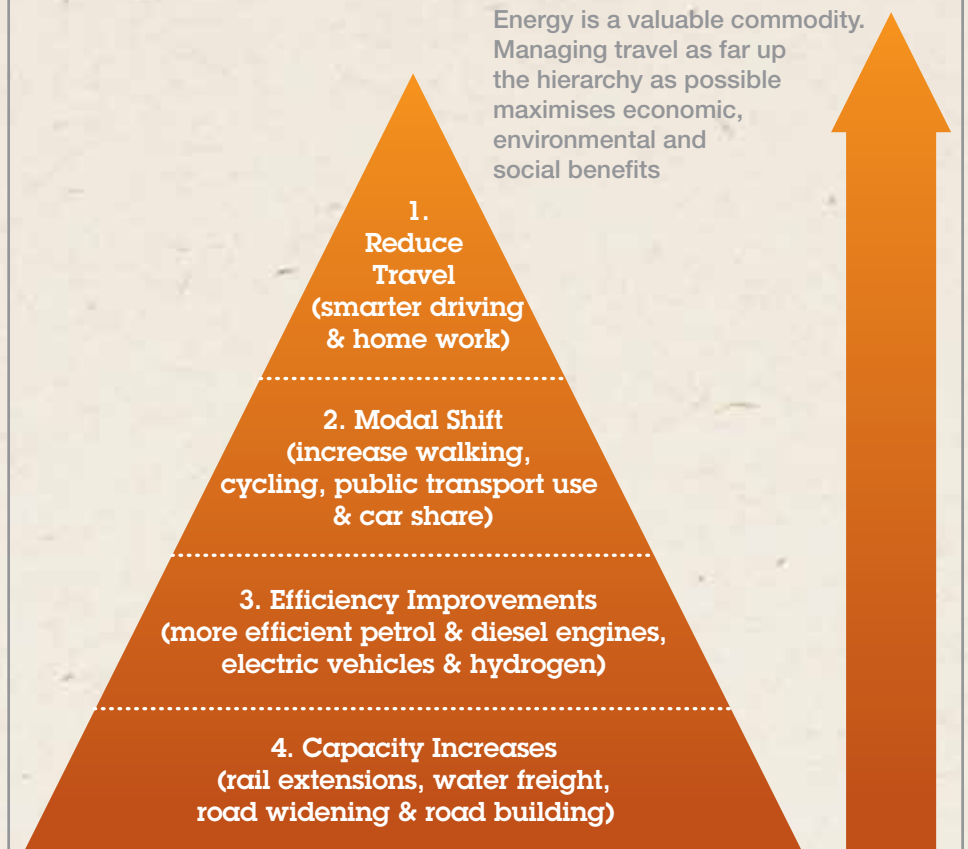 Energy is a valuable commodity.
Managing travel as far up
the hierarchy as possible
maximises economic,
environmental and
social benefits
1.
Reduce
Travel
(smarter driving
& home work)
2. Modal Shift
(increase walking,
cycling, public transport use
& car share)
3. Efficiency Improvements
(more efficient petrol & diesel engines,
electric vehicles & hydrogen)
4. Capacity Increases
(rail extensions, water freight,
road widening & road building)